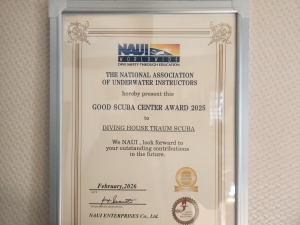 NAUI
WORLDWIDE
DIVE SAFETY THROUGH EDUCATION
THE NATIONAL ASSOCIATION
OF UNDERWATER INSTRUCTORS
hereby present this
GOOD SCUBA CENTER AWARD 2025
to
DIVING HOUSE TRAUM SCUBA
We NAUI , look forward to
your outstanding contributions
in the future.
February,2026
NAUI ENTERPRISES Co., Ltd.